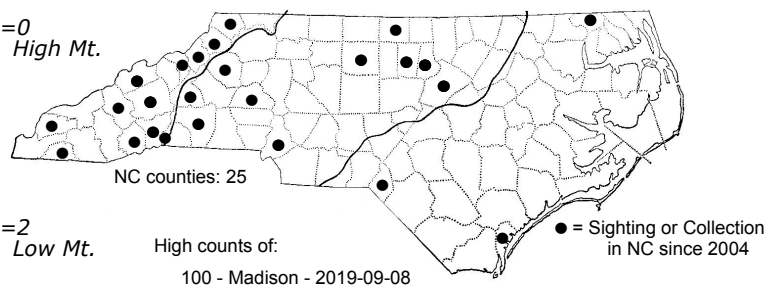 =0
High Mt.
NC counties: 25
=2
Low Mt.
High counts of:
● = Sighting or Collection
in NC since 2004
100 - Madison - 2019-09-08